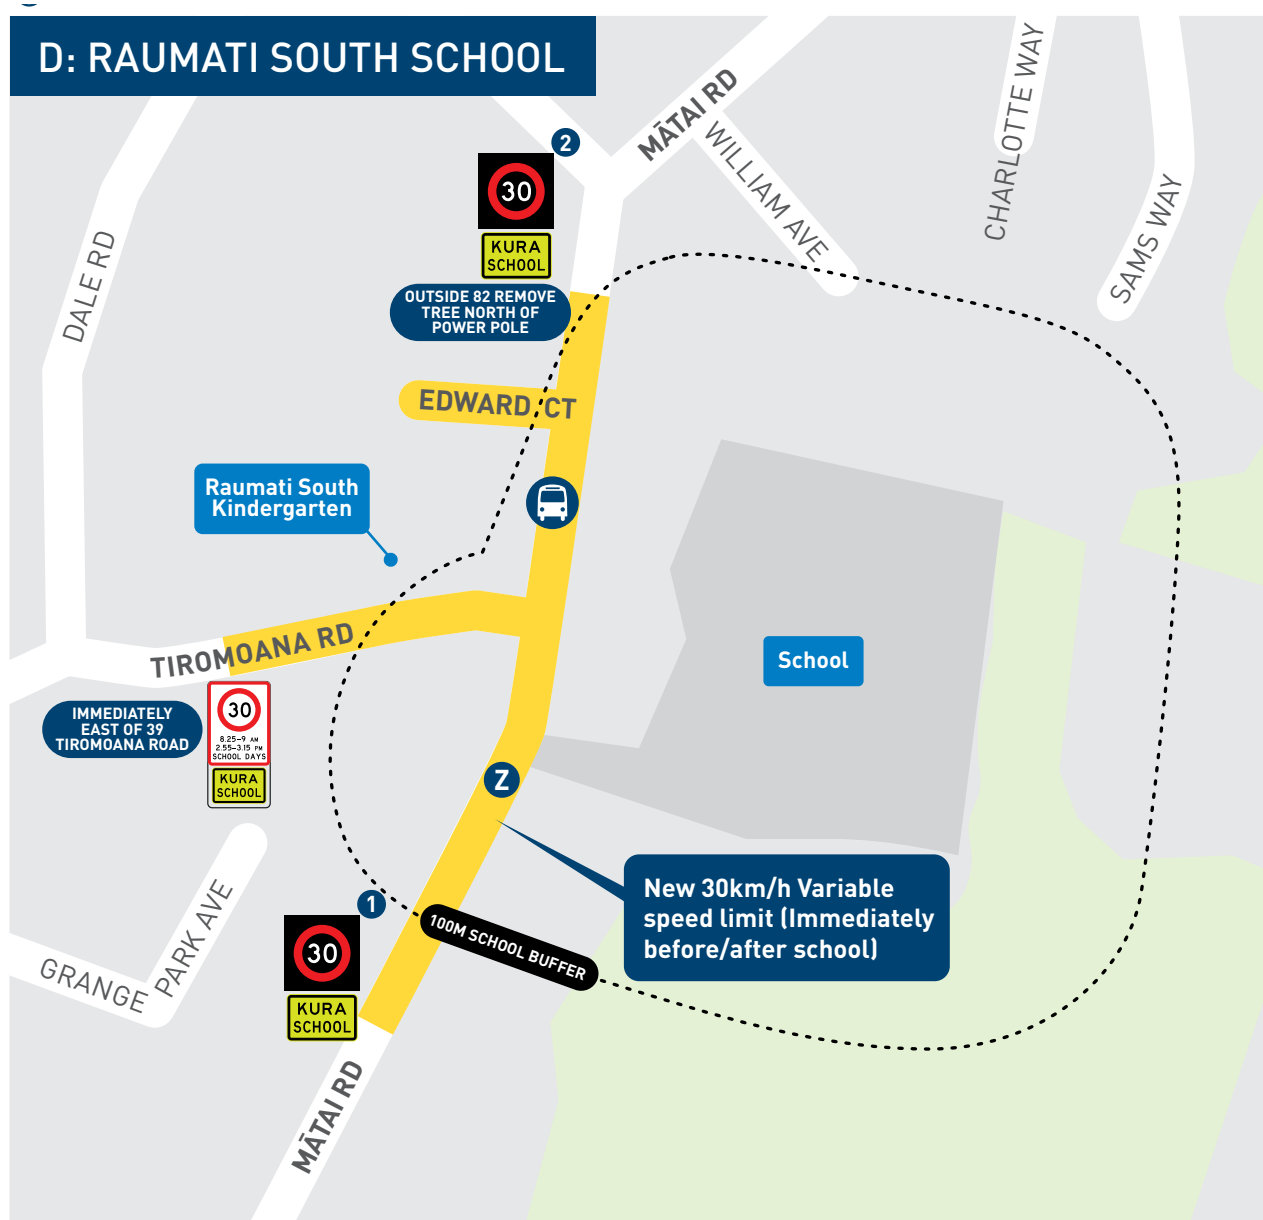 D: RAUMATI SOUTH SCHOOL
MĀTAI RD
WILLIAM AVE
CHARLOTTE WAY
SAMS WAY
DALE RD
2
30
KURA
SCHOOL
OUTSIDE 82 REMOVE
TREE NORTH OF
POWER POLE
EDWARD CT
Raumati South
Kindergarten
TIROMOANA RD
School
IMMEDIATELY
EAST OF 39
TIROMOANA ROAD
30
8.25–9 AM
2.55–3.15 PM
SCHOOL DAYS
KURA
SCHOOL
Z
New 30km/h Variable
speed limit (Immediately
before/after school)
1
100M SCHOOL BUFFER
30
KURA
SCHOOL
GRANGE
PARK AVE
MĀTAI RD